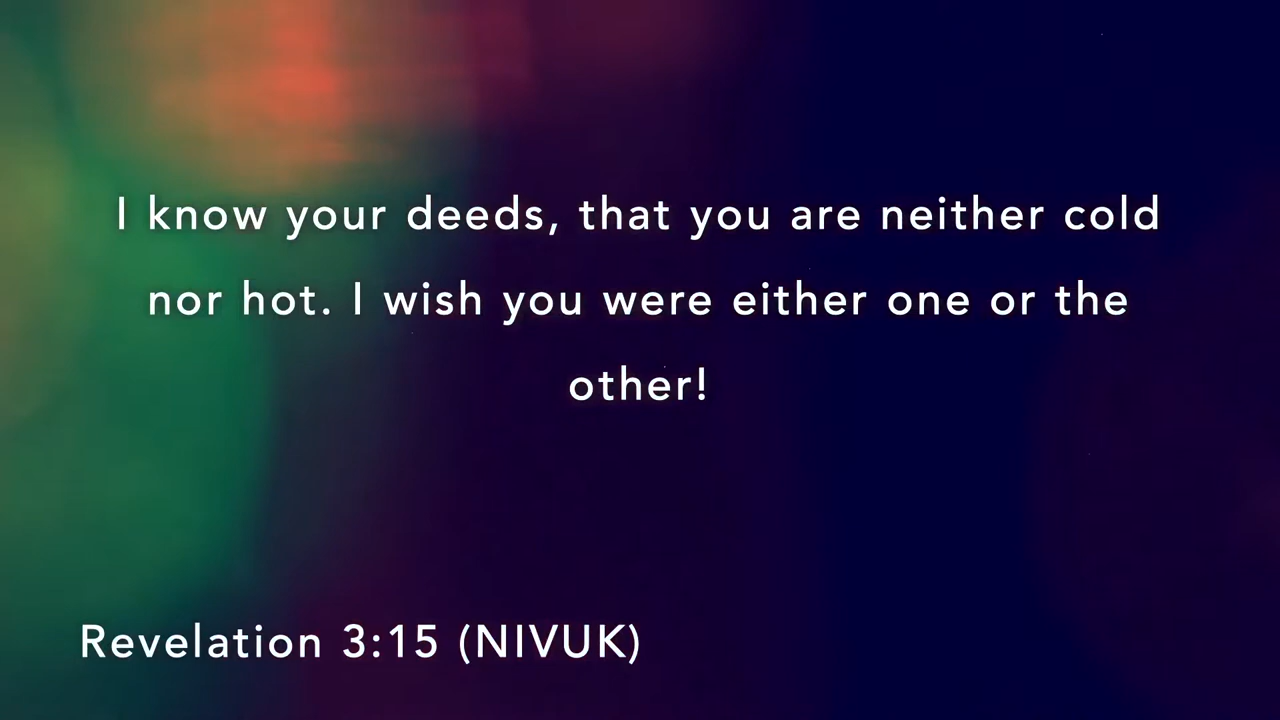 I know your deeds, that you are neither cold
nor hot. I wish you were either one or the
other!
Revelation 3:15 (NIVUK)